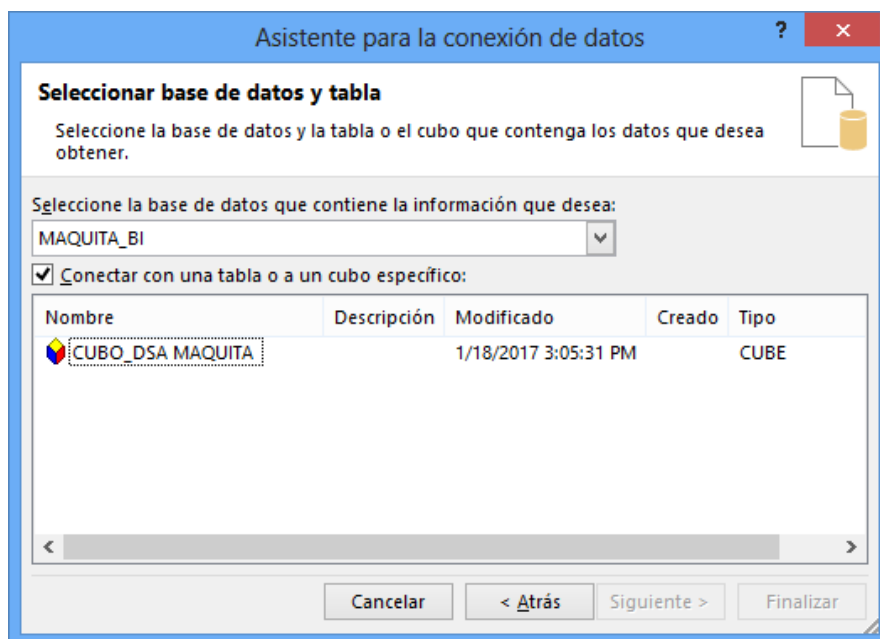 Asistente para la conexión de datos
?
×
Seleccionar base de datos y tabla
Seleccione la base de datos y la tabla o el cubo que contenga los datos que desea
obtener.
Seleccione la base de datos que contiene la información que desea:
MAQUITA_BI
Conectar con una tabla o a un cubo específico:
Nombre Descripción Modificado Creado Tipo
CUBO_DSA MAQUITA 1/18/2017 3:05:31 PM CUBE
Cancelar < Atrás Siguiente > Finalizar